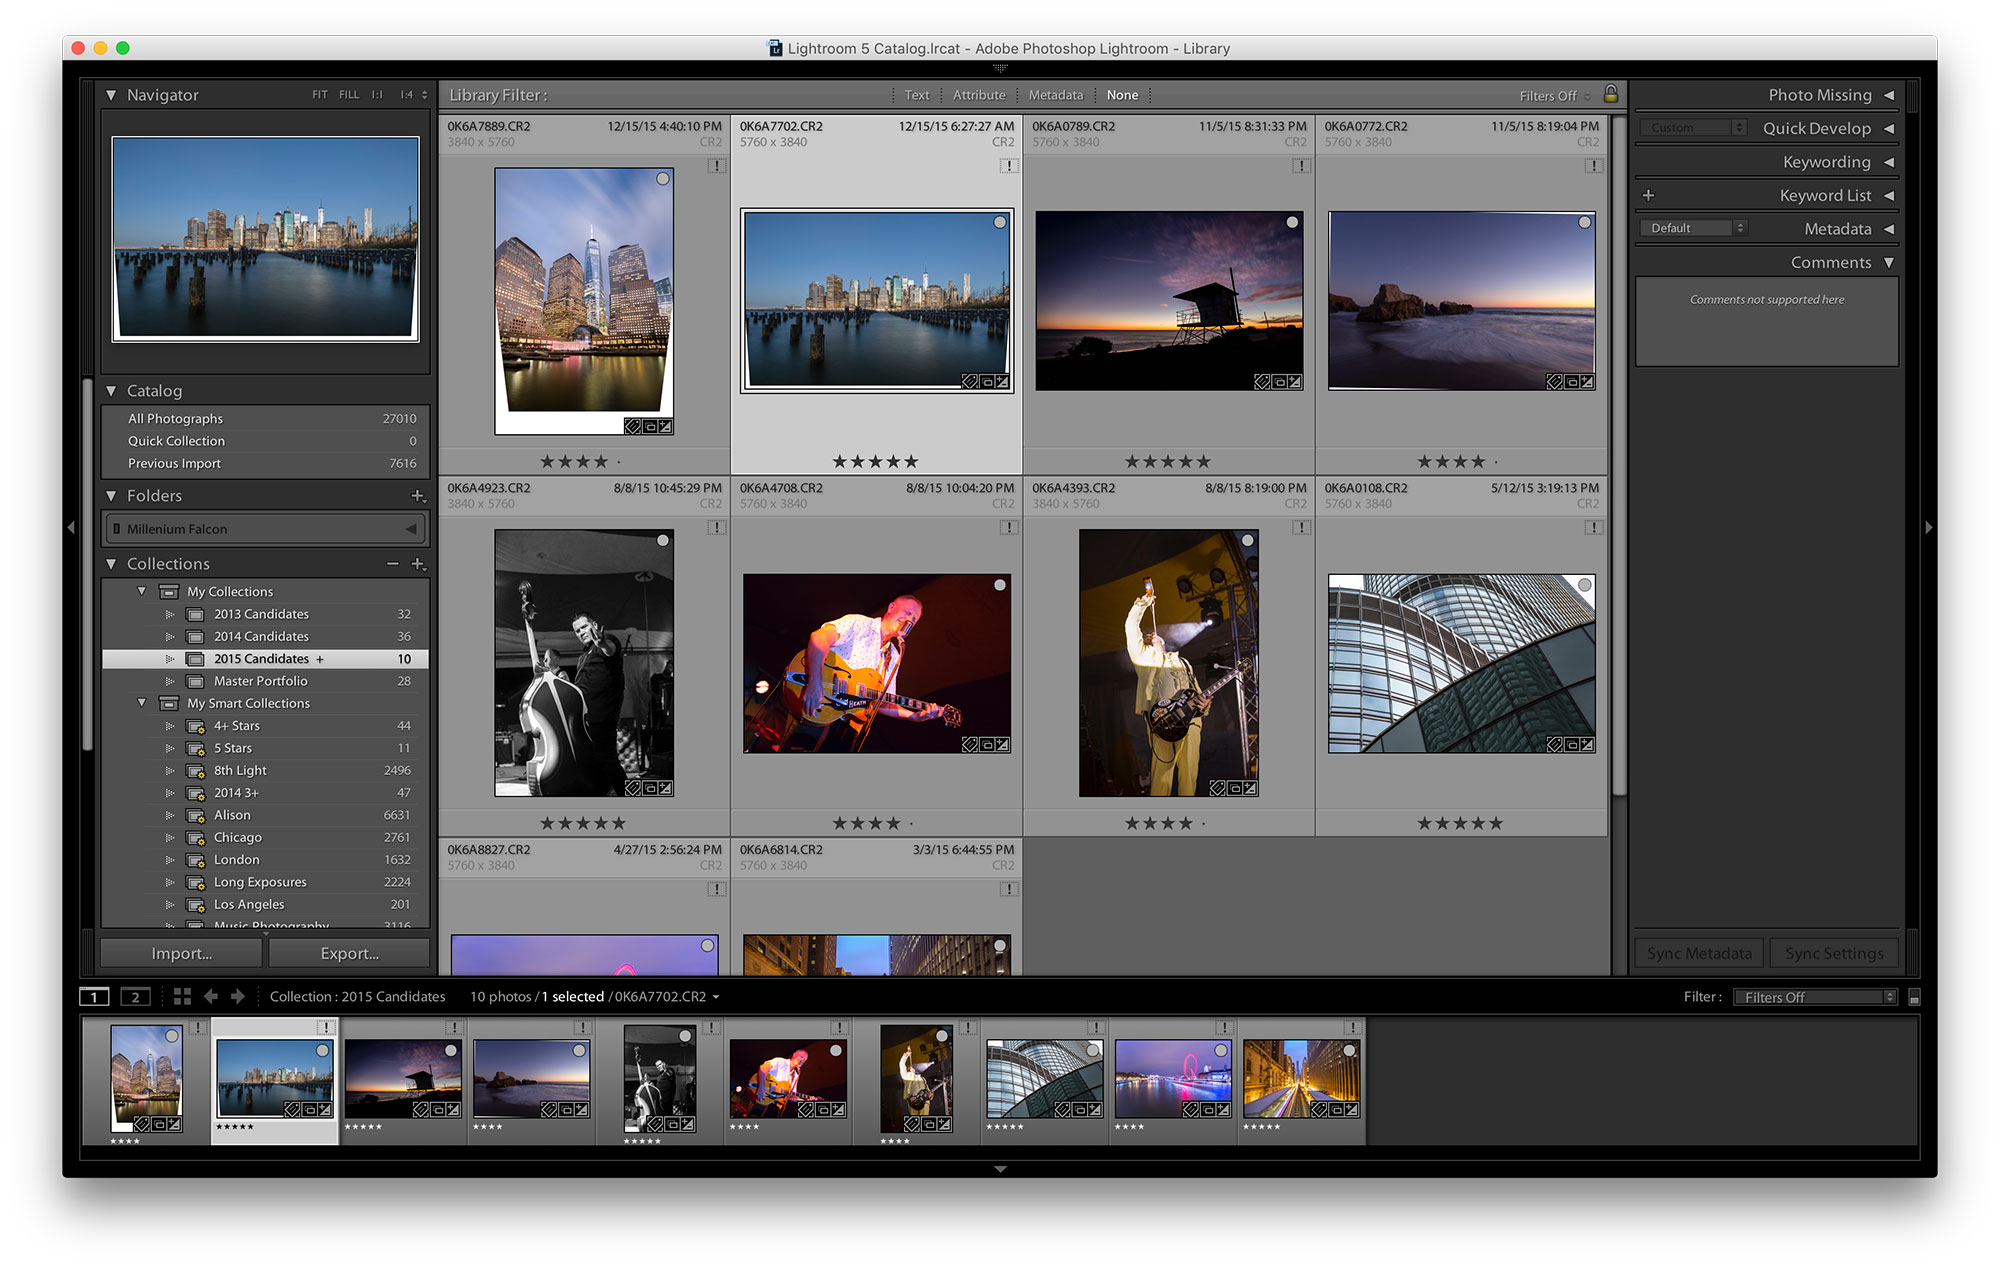 Lightroom 5 Catalog.lrcat - Adobe Photoshop Lightroom - Library
Navigator FIT FILL 1:1 1:4
Catalog
All Photographs 27010
Quick Collection 0
Previous Import 7616
Folders
Millenium Falcon
Collections
My Collections
2013 Candidates 32
2014 Candidates 36
2015 Candidates + 10
Master Portfolio 28
My Smart Collections
4+ Stars 44
5 Stars 11
8th Light 2496
2014 3+ 47
Alison 6631
Chicago 2761
London 1632
Long Exposures 2224
Los Angeles 201
Music Photography 3116
Import... Export...
Library Filter : Text Attribute Metadata None Filters Off
0K6A7889.CR2 12/15/15 4:40:10 PM
3840 x 5760 CR2
0K6A7702.CR2 12/15/15 6:27:27 AM
5760 x 3840 CR2
0K6A0789.CR2 11/5/15 8:31:33 PM
5760 x 3840 CR2
0K6A0772.CR2 11/5/15 8:19:04 PM
5760 x 3840 CR2
0K6A4923.CR2 8/8/15 10:45:29 PM
3840 x 5760 CR2
0K6A4708.CR2 8/8/15 10:04:20 PM
5760 x 3840 CR2
HEATH
0K6A4393.CR2 8/8/15 8:19:00 PM
3840 x 5760 CR2
0K6A0108.CR2 5/12/15 3:19:13 PM
5760 x 3840 CR2
0K6A8827.CR2 4/27/15 2:56:24 PM
5760 x 3840 CR2
0K6A6814.CR2 3/3/15 6:44:55 PM
5760 x 3840 CR2
Photo Missing
Custom Quick Develop
Keywording
+ Keyword List
Default Metadata
Comments
Comments not supported here
Sync Metadata Sync Settings
1 2 Collection : 2015 Candidates 10 photos / 1 selected / 0K6A7702.CR2 Filter : Filters Off